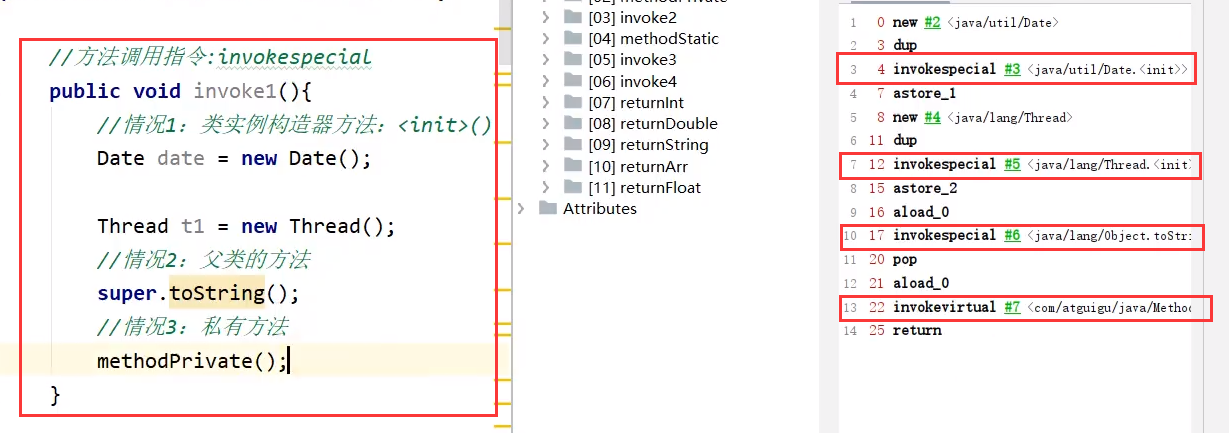 //方法调用指令:invokespecial
public void invoke1(){
//情况1：类实例构造器方法：<init>()
Date date = new Date();
Thread t1 = new Thread();
//情况2：父类的方法
super.toString();
//情况3：私有方法
methodPrivate();
}
[03] invoke2
[04] methodStatic
[05] invoke3
[06] invoke4
[07] returnInt
[08] returnDouble
[09] returnString
[10] returnArr
[11] returnFloat
Attributes
1 0 new #2 <java/util/Date>
2 3 dup
3 4 invokespecial #3 <java/util/Date.<init>>
4 7 astore_1
5 8 new #4 <java/lang/Thread>
6 11 dup
7 12 invokespecial #5 <java/lang/Thread.<init
8 15 astore_2
9 16 aload_0
10 17 invokespecial #6 <java/lang/Object.toStri
11 20 pop
12 21 aload_0
13 22 invokevirtual #7 <com/atguigu/java/Metho
14 25 return